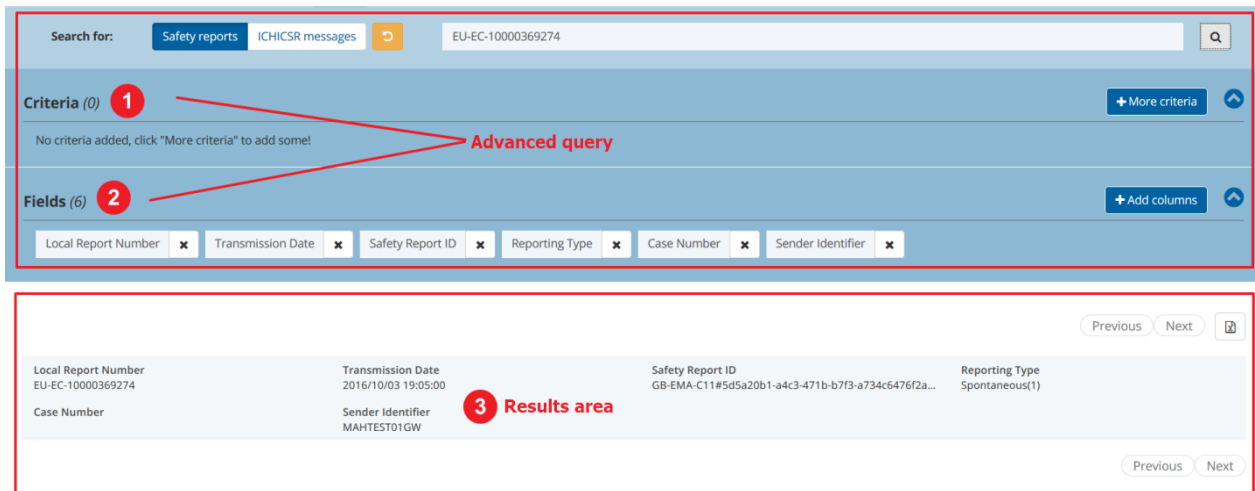 Search for: Safety reports ICHICSR messages EU-EC-10000369274
Criteria (0) 1 + More criteria
No criteria added, click "More criteria" to add some!
Advanced query
Fields (6) 2 + Add columns
Local Report Number × Transmission Date × Safety Report ID × Reporting Type × Case Number × Sender Identifier ×
Previous Next
Local Report Number Transmission Date Safety Report ID Reporting Type
EU-EC-10000369274 2016/10/03 19:05:00 GB-EMA-C11#5d5a20b1-a4c3-471b-b7f3-a734c6476f2a... Spontaneous(1)
Case Number Sender Identifier
MAHTEST01GW
3 Results area
Previous Next